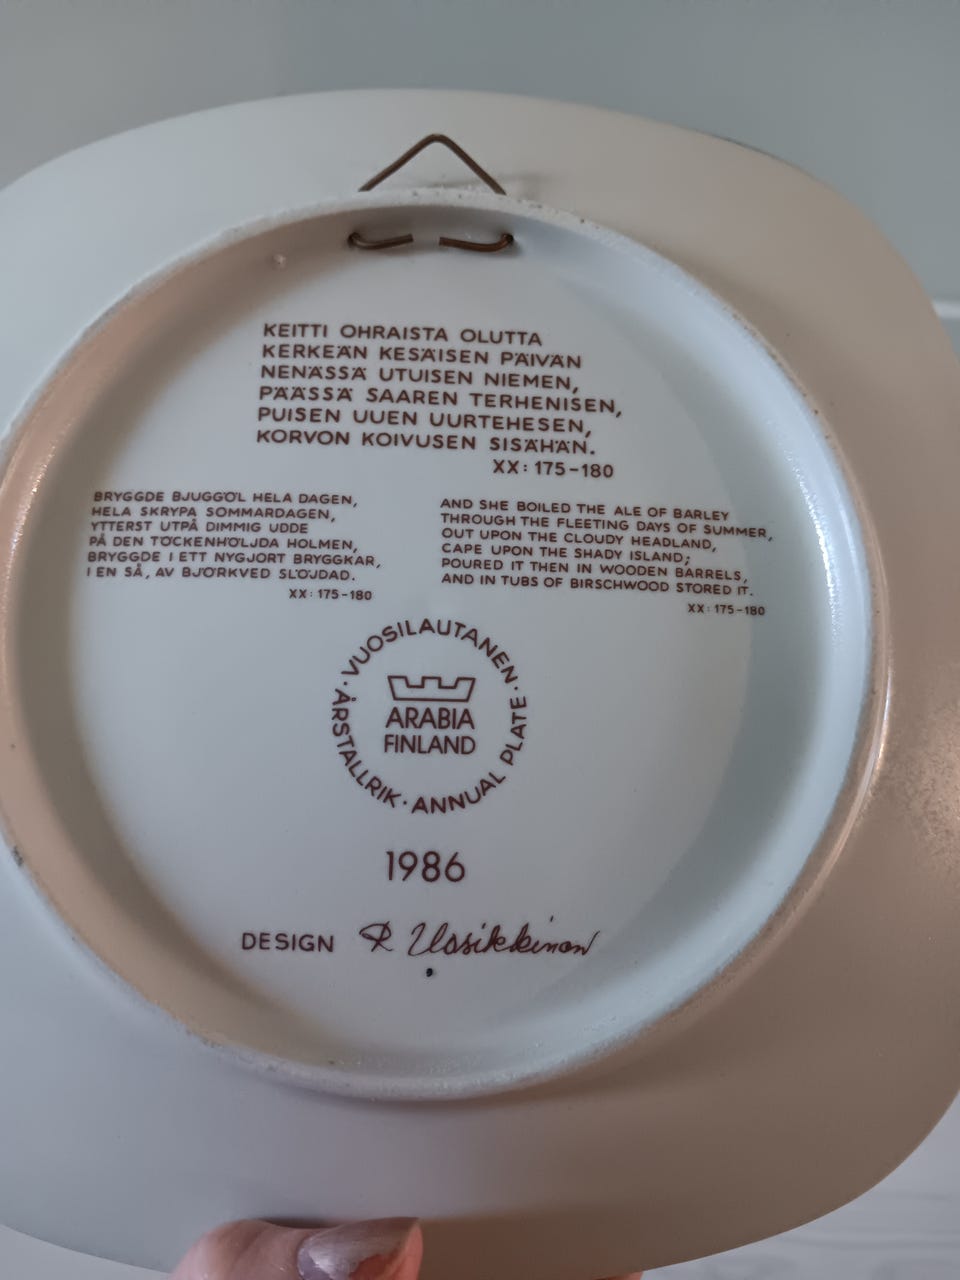 KEITTI OHRAISTA OLUTTA
KERKEÄN KESÄISEN PÄIVÄN
NENÄSSÄ UTUISEN NIEMEN,
PÄÄSSÄ SAAREN TERHENISEN,
PUISEN UUEN UURTEHESEN,
KORVON KOIVUSEN SISÄHÄN.
XX: 175-180
BRYGGDE BJUGGÖL HELA DAGEN,
HELA SKRYPA SOMMARDAGEN,
YTTERST UTPÅ DIMMIG UDDE
PÅ DEN TÖCKENHÖLJDA HOLMEN,
BRYGGDE I ETT NYGJORT BRYGGKAR,
I EN SÅ, AV BJÖRKVED SLÖJDAD.
XX: 175-180
AND SHE BOILED THE ALE OF BARLEY
THROUGH THE FLEETING DAYS OF SUMMER,
OUT UPON THE CLOUDY HEADLAND,
CAPE UPON THE SHADY ISLAND;
POURED IT THEN IN WOODEN BARRELS,
AND IN TUBS OF BIRSCHWOOD STORED IT.
XX: 175-180
· VUOSILAUTANEN ·
ARABIA
FINLAND
ÅRSTALLRIK · ANNUAL PLATE
1986
DESIGN R Uosikkinen